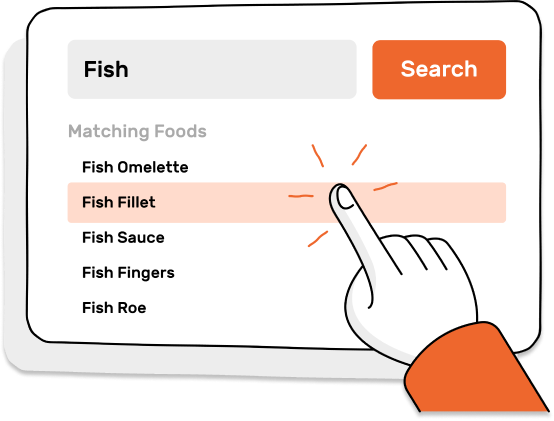 Fish
Search
Matching Foods
Fish Omelette
Fish Fillet
Fish Sauce
Fish Fingers
Fish Roe